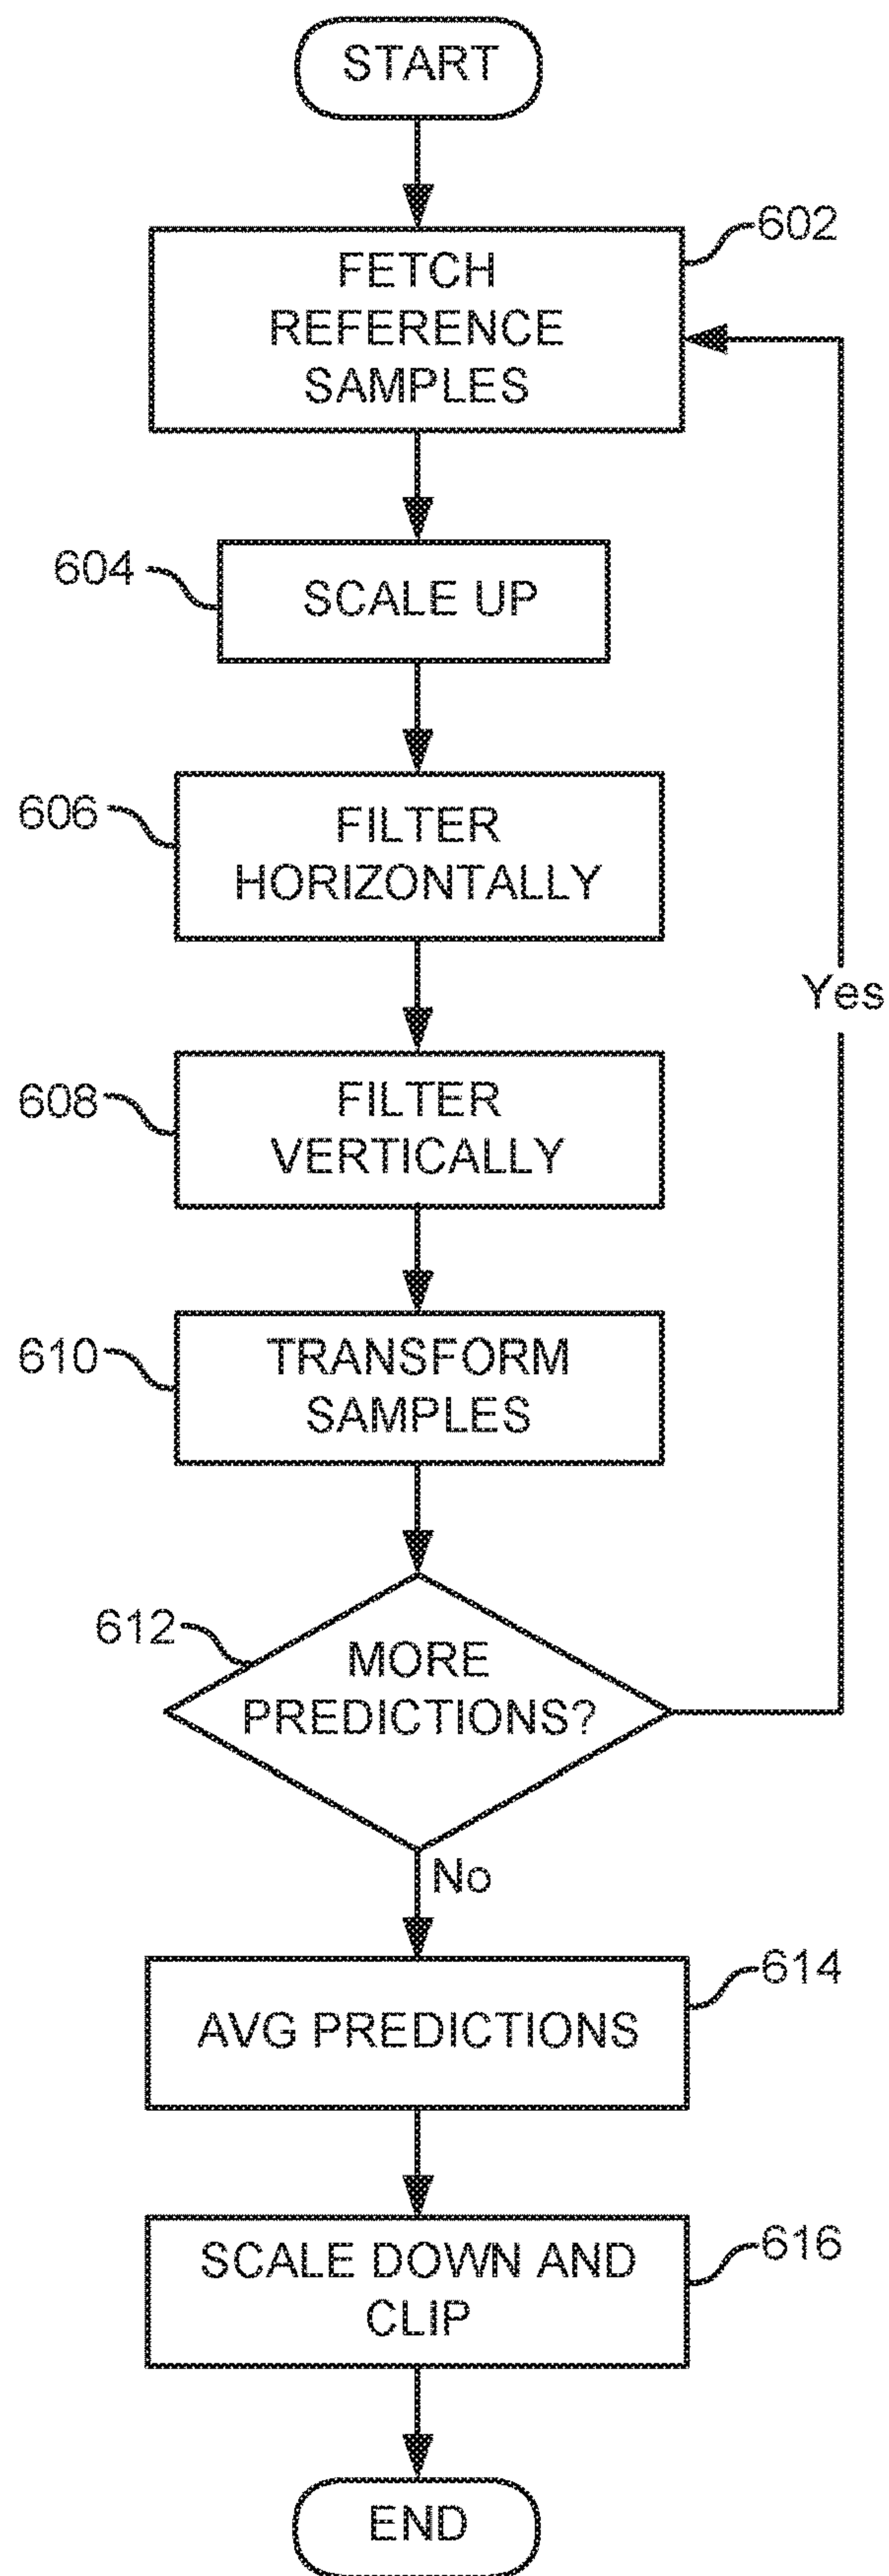 START
602
FETCH
REFERENCE
SAMPLES
604
SCALE UP
606
FILTER
HORIZONTALLY
Yes
608
FILTER
VERTICALLY
610
TRANSFORM
SAMPLES
612
MORE
PREDICTIONS?
No
614
AVG PREDICTIONS
616
SCALE DOWN AND
CLIP
END